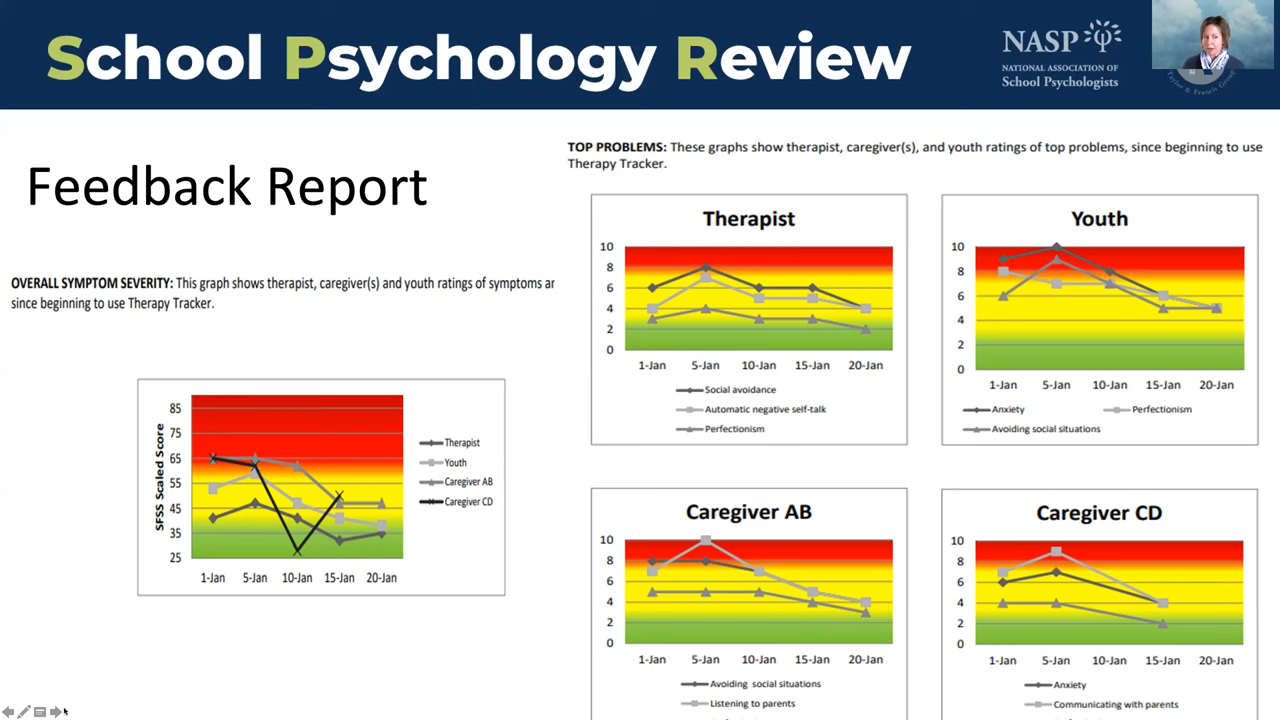 School Psychology Review
NASP
NATIONAL ASSOCIATION OF
School Psychologists
Taylor & Francis Group
Feedback Report
OVERALL SYMPTOM SEVERITY: This graph shows therapist, caregiver(s) and youth ratings of symptoms ar
since beginning to use Therapy Tracker.
SFSS Scaled Score
85
75
65
55
45
35
25
1-Jan 5-Jan 10-Jan 15-Jan 20-Jan
Therapist
Youth
Caregiver AB
Caregiver CD
TOP PROBLEMS: These graphs show therapist, caregiver(s), and youth ratings of top problems, since beginning to use
Therapy Tracker.
Therapist
10
8
6
4
2
0
1-Jan 5-Jan 10-Jan 15-Jan 20-Jan
Social avoidance
Automatic negative self-talk
Perfectionism
Youth
10
8
6
4
2
0
1-Jan 5-Jan 10-Jan 15-Jan 20-Jan
Anxiety Perfectionism
Avoiding social situations
Caregiver AB
10
8
6
4
2
0
1-Jan 5-Jan 10-Jan 15-Jan 20-Jan
Avoiding social situations
Listening to parents
Caregiver CD
10
8
6
4
2
0
1-Jan 5-Jan 10-Jan 15-Jan 20-Jan
Anxiety
Communicating with parents